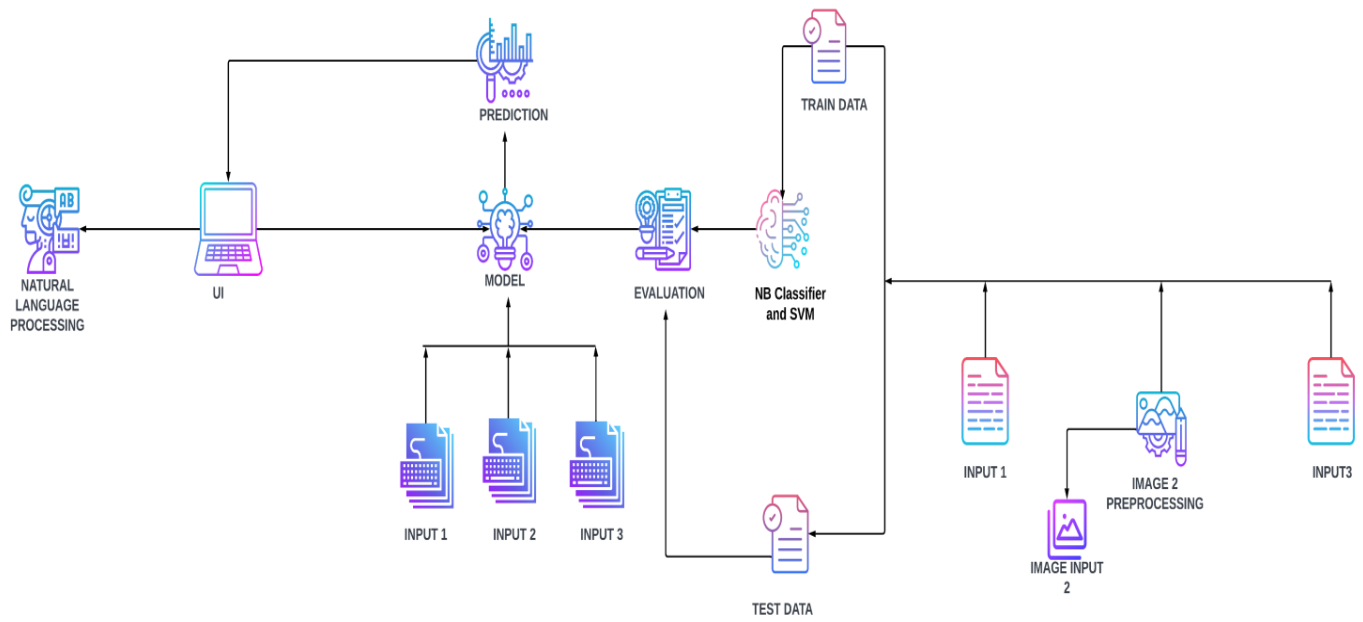 PREDICTION
TRAIN DATA
AB
NATURAL
LANGUAGE
PROCESSING
UI
MODEL
EVALUATION
NB Classifier
and SVM
INPUT 1
INPUT 2
INPUT 3
TEST DATA
INPUT 1
IMAGE 2
PREPROCESSING
INPUT3
IMAGE INPUT
2